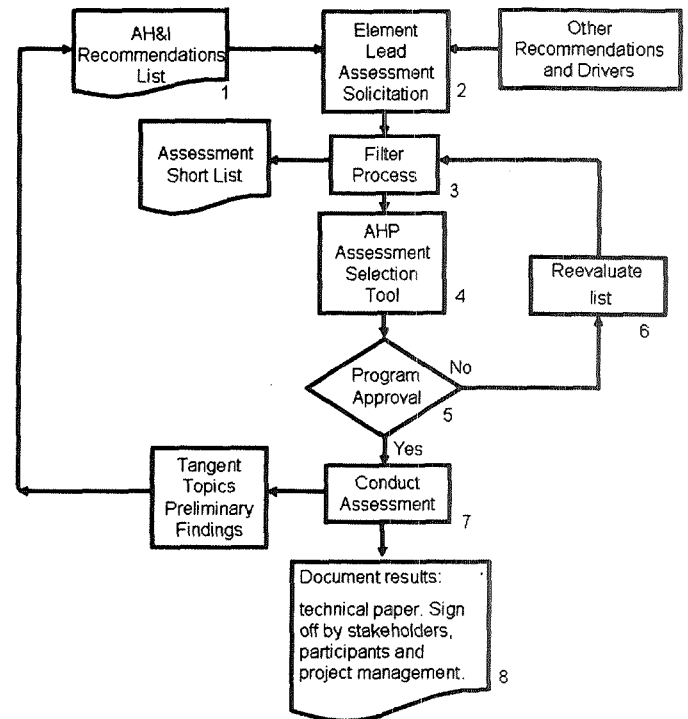 AH&I
Recommendations
List
1
Element
Lead
Assessment
Solicitation
2
Other
Recommendations
and Drivers
Assessment
Short List
Filter
Process
3
AHP
Assessment
Selection
Tool
4
Reevaluate
list
6
Program
Approval
5
No
Yes
Tangent
Topics
Preliminary
Findings
Conduct
Assessment
7
Document results:
technical paper. Sign
off by stakeholders,
participants and
project management.
8